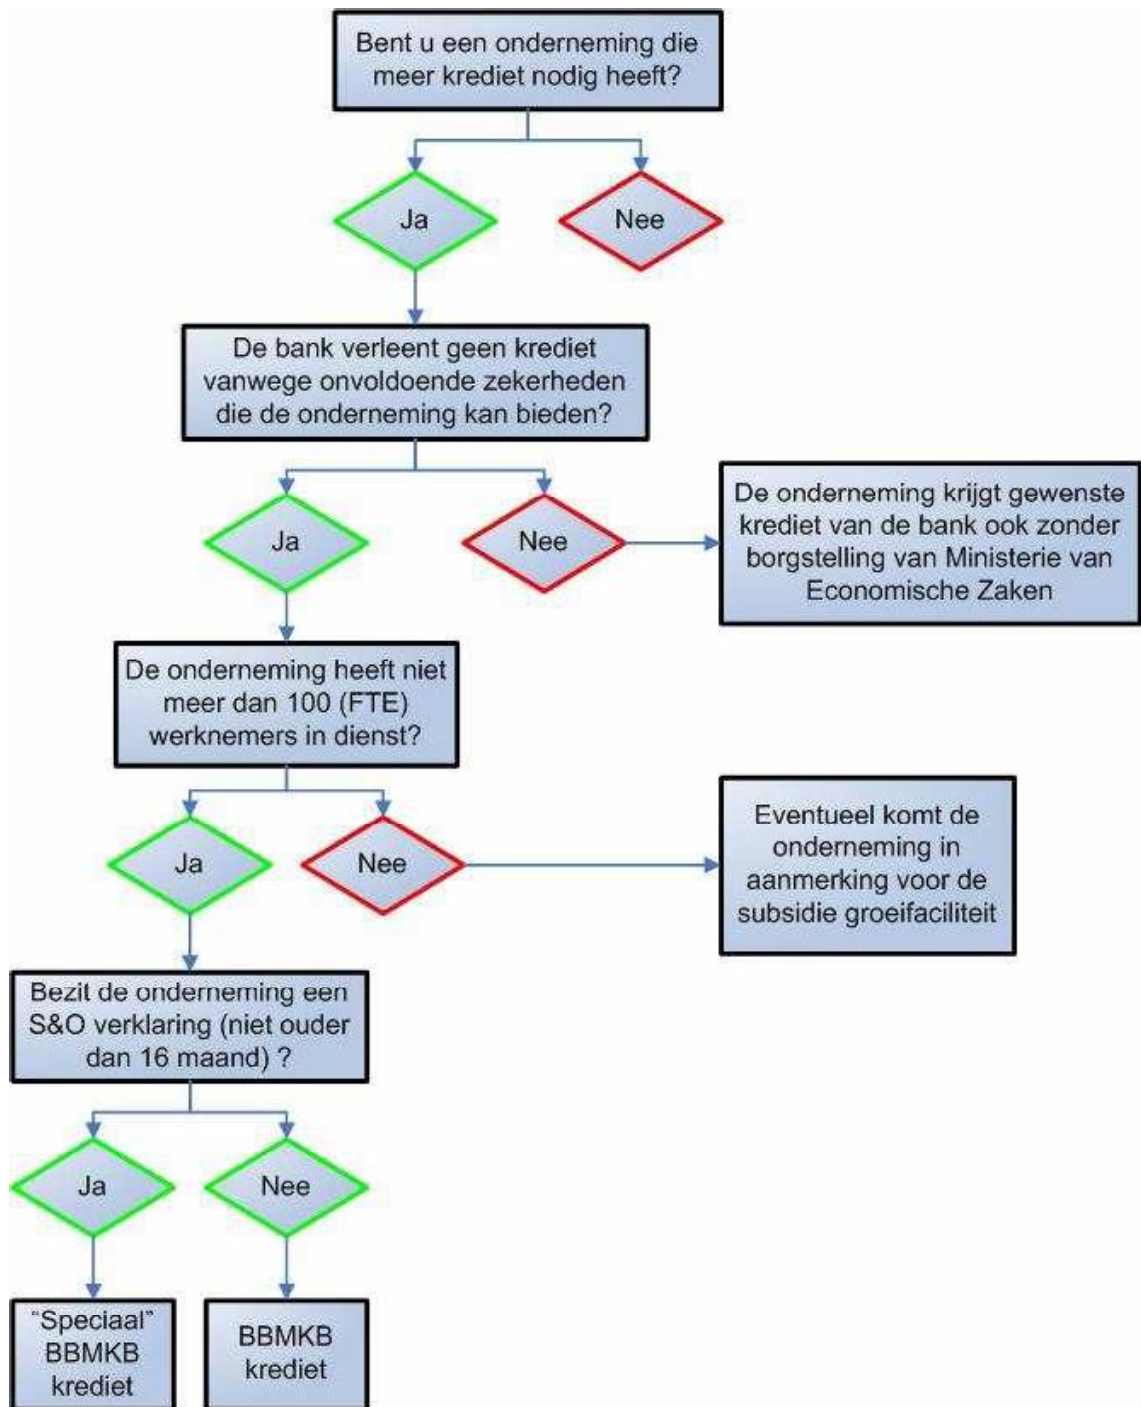 Bent u een onderneming die
meer krediet nodig heeft?
Ja
Nee
De bank verleent geen krediet
vanwege onvoldoende zekerheden
die de onderneming kan bieden?
Ja
Nee
De onderneming krijgt gewenste
krediet van de bank ook zonder
borgstelling van Ministerie van
Economische Zaken
De onderneming heeft niet
meer dan 100 (FTE)
werknemers in dienst?
Ja
Nee
Eventueel komt de
onderneming in
aanmerking voor de
subsidie groeifaciliteit
Bezit de onderneming een
S&O verklaring (niet ouder
dan 16 maand) ?
Ja
Nee
“Speciaal”
BBMKB
krediet
BBMKB
krediet